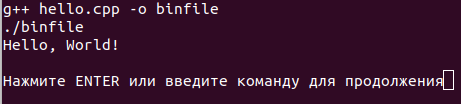 g++ hello.cpp -o binfile
./binfile
Hello, World!
Нажмите ENTER или введите команду для продолжения